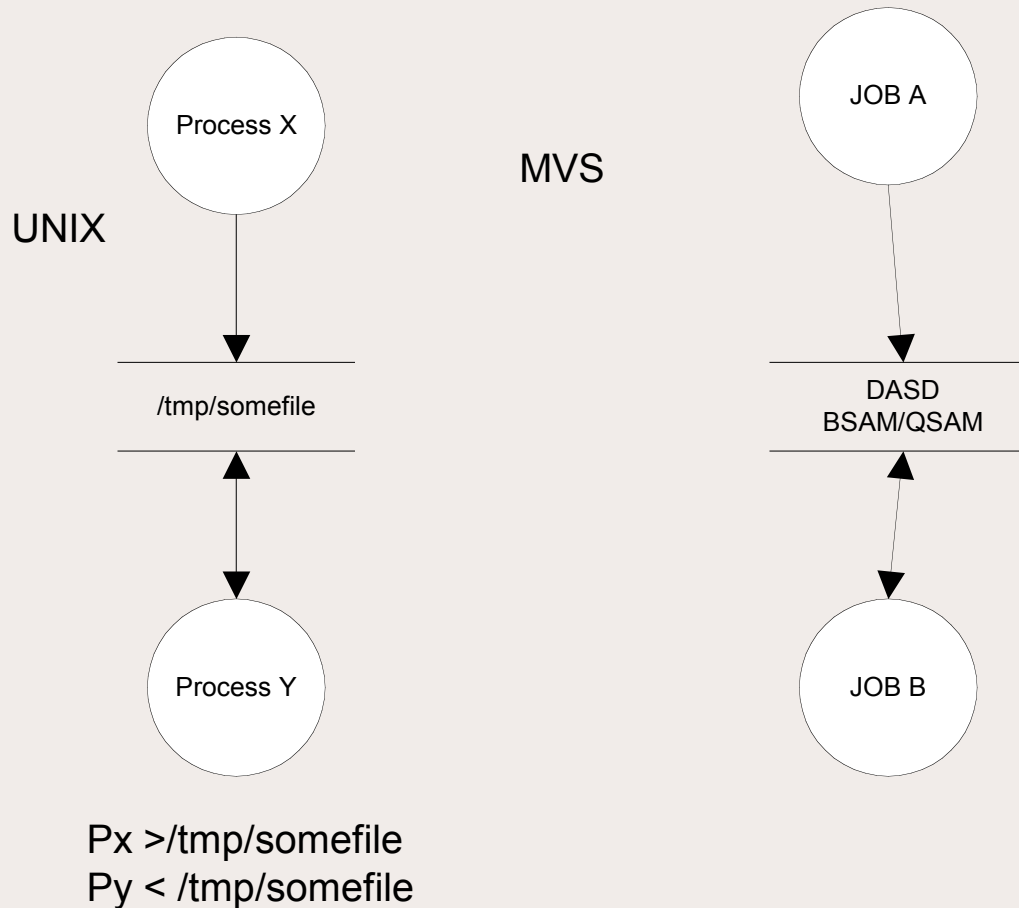 UNIX
Process X
/tmp/somefile
Process Y
Px >/tmp/somefile
Py < /tmp/somefile
MVS
JOB A
DASD
BSAM/QSAM
JOB B